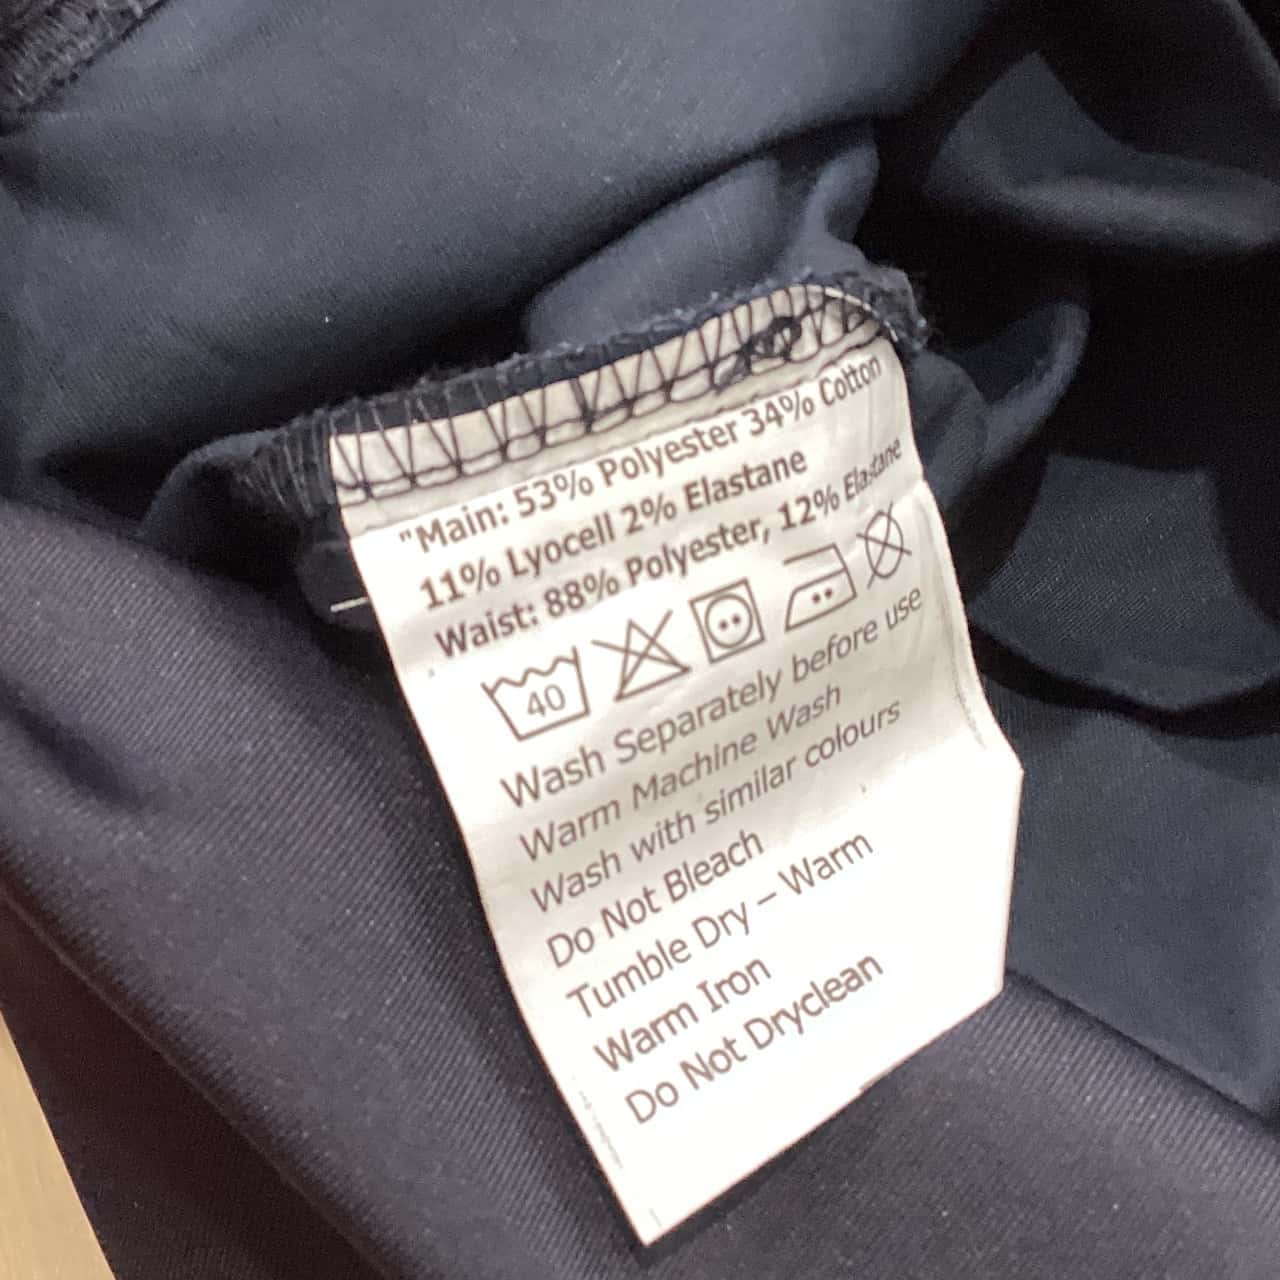 "Main: 53% Polyester 34% Cotton
11% Lyocell 2% Elastane
Waist: 88% Polyester, 12% Elastane
40
Wash Separately before use
Warm Machine Wash
Wash with similar colours
Do Not Bleach
Tumble Dry – Warm
Warm Iron
Do Not Dryclean